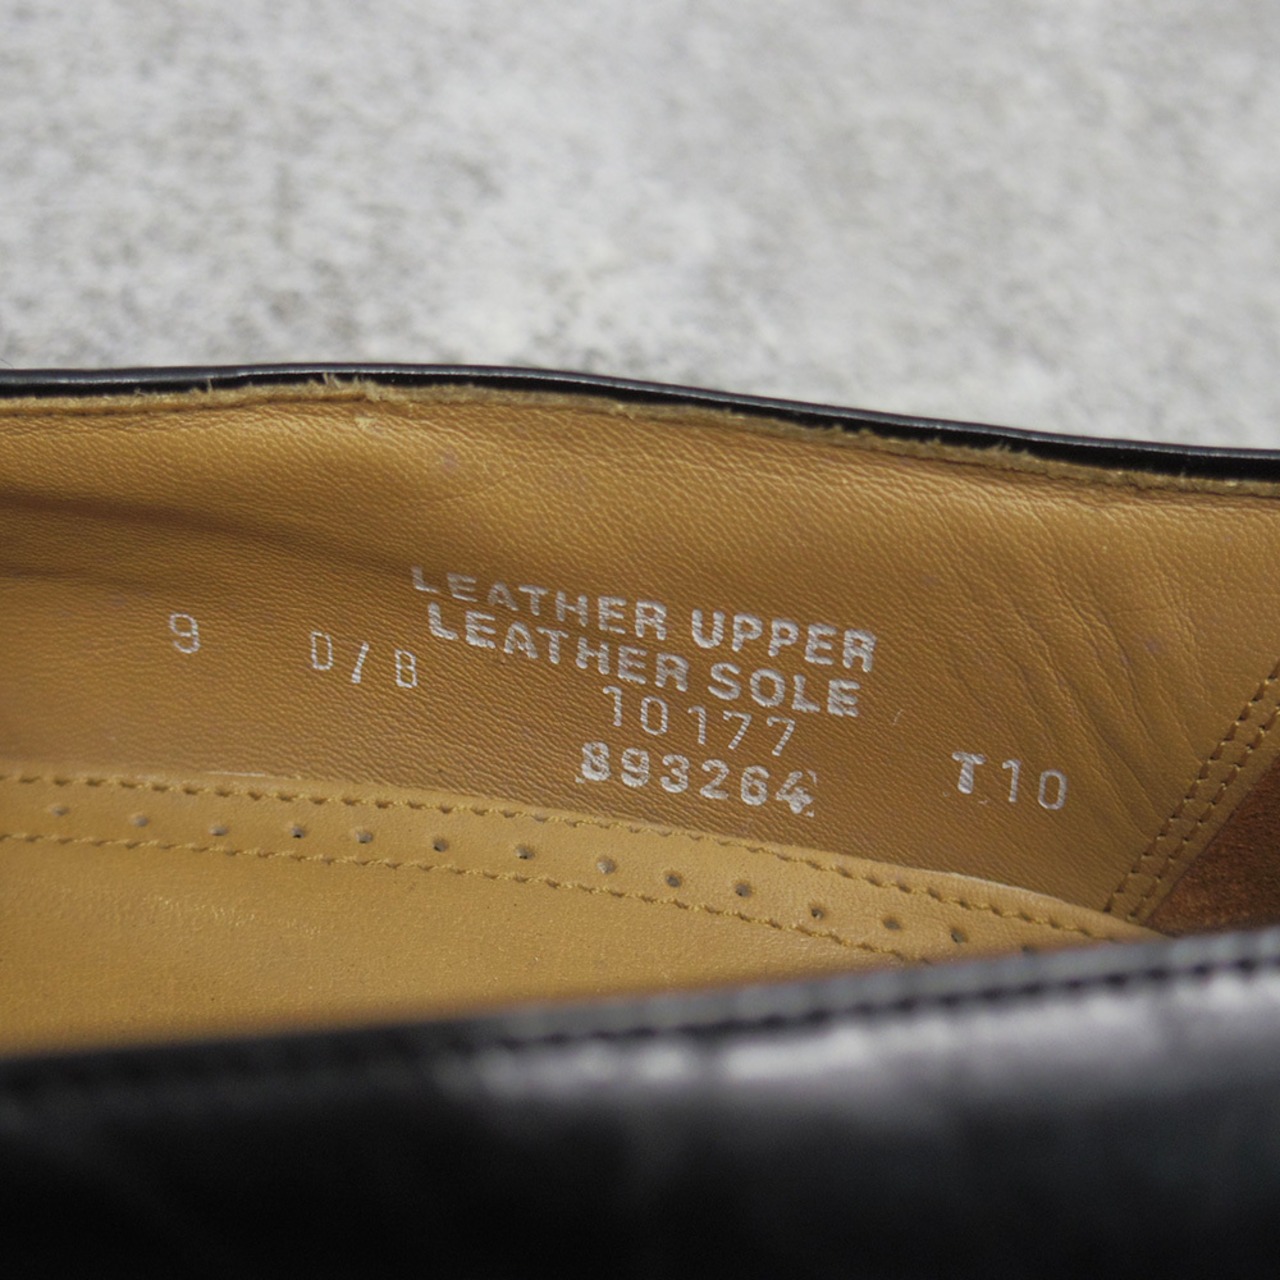 LEATHER UPPER
LEATHER SOLE
9 D/B
10177
893264
T10